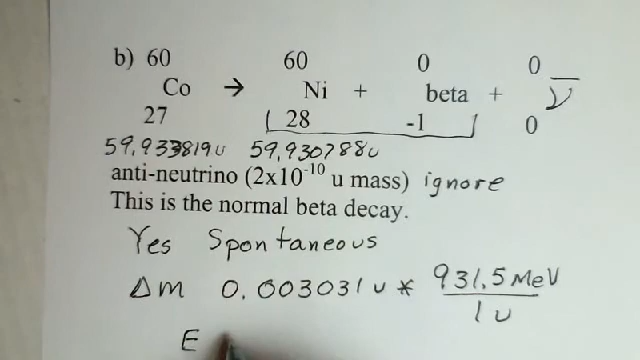 b) 60 60 0 0
Co → Ni + beta + ν̅
27 28 -1 0
59.933819u 59.930788u
anti-neutrino (2x10⁻¹⁰ u mass) ignore
This is the normal beta decay.
Yes Spontaneous
Δm 0.003031u * 931.5 MeV
1u
E